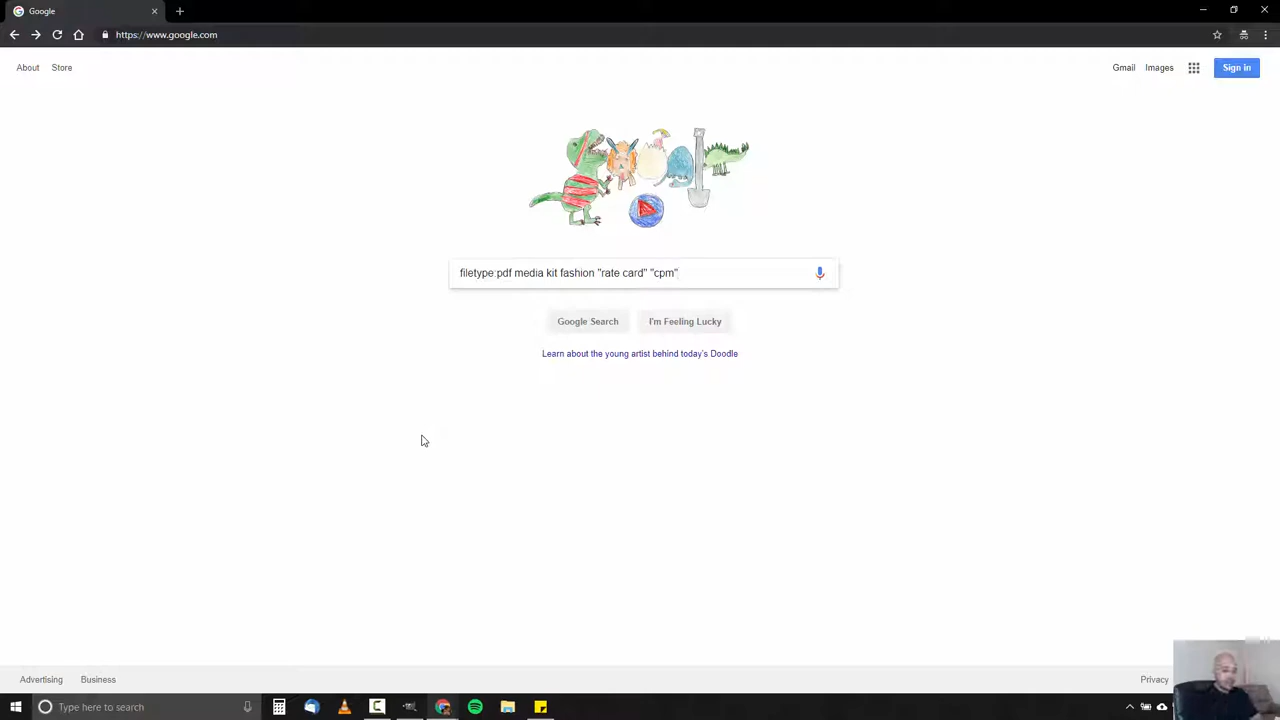 Google
https://www.google.com
About Store
Gmail Images Sign in
filetype:pdf media kit fashion "rate card" "cpm"
Google Search I'm Feeling Lucky
Learn about the young artist behind today's Doodle
Advertising Business
Privacy
Type here to search